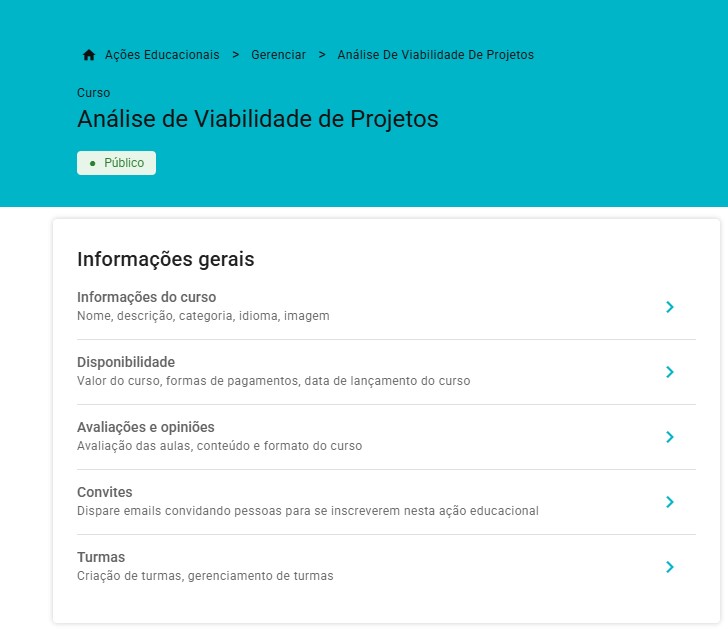 Ações Educacionais > Gerenciar > Análise De Viabilidade De Projetos
Curso
Análise de Viabilidade de Projetos
Público
Informações gerais
Informações do curso
Nome, descrição, categoria, idioma, imagem
Disponibilidade
Valor do curso, formas de pagamentos, data de lançamento do curso
Avaliações e opiniões
Avaliação das aulas, conteúdo e formato do curso
Convites
Dispare emails convidando pessoas para se inscreverem nesta ação educacional
Turmas
Criação de turmas, gerenciamento de turmas